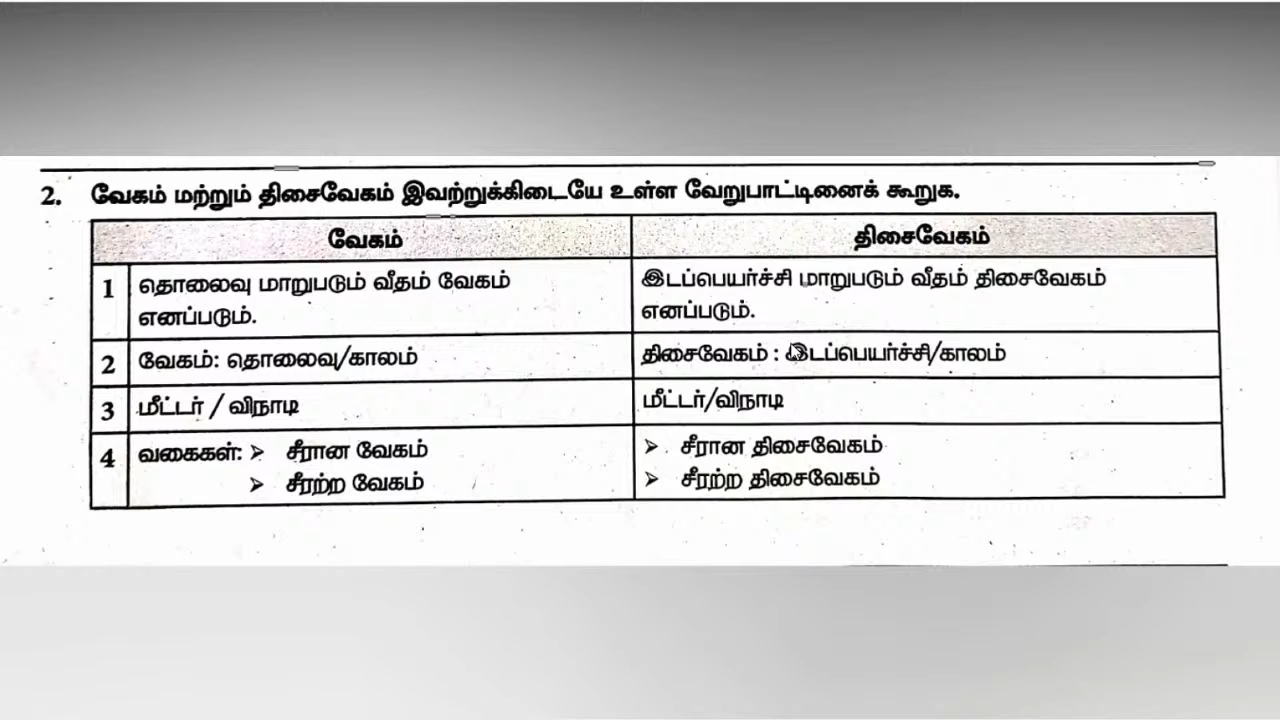 2. வேகம் மற்றும் திசைவேகம் இவற்றுக்கிடையே உள்ள வேறுபாட்டினைக் கூறுக.
வேகம் திசைவேகம்
1 தொலைவு மாறுபடும் வீதம் வேகம் எனப்படும். இடப்பெயர்ச்சி மாறுபடும் வீதம் திசைவேகம் எனப்படும்.
2 வேகம்: தொலைவு/காலம் திசைவேகம் : இடப்பெயர்ச்சி/காலம்
3 மீட்டர் / விநாடி மீட்டர்/விநாடி
4 வகைகள்: ➢ சீரான வேகம் ➢ சீரான திசைவேகம்
➢ சீரற்ற வேகம் ➢ சீரற்ற திசைவேகம்